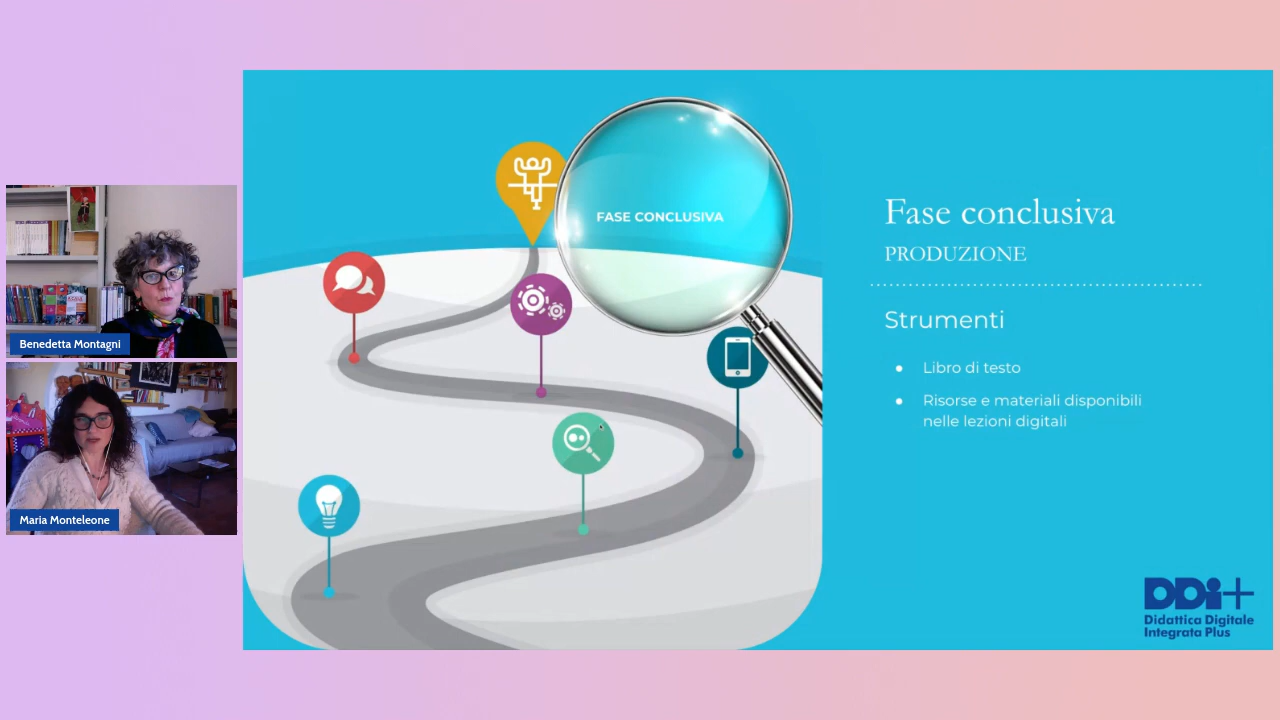 Benedetta Montagni
Maria Monteleone
FASE CONCLUSIVA
Fase conclusiva
PRODUZIONE
Strumenti
Libro di testo
Risorse e materiali disponibili
nelle lezioni digitali
DDi+
Didattica Digitale
Integrata Plus